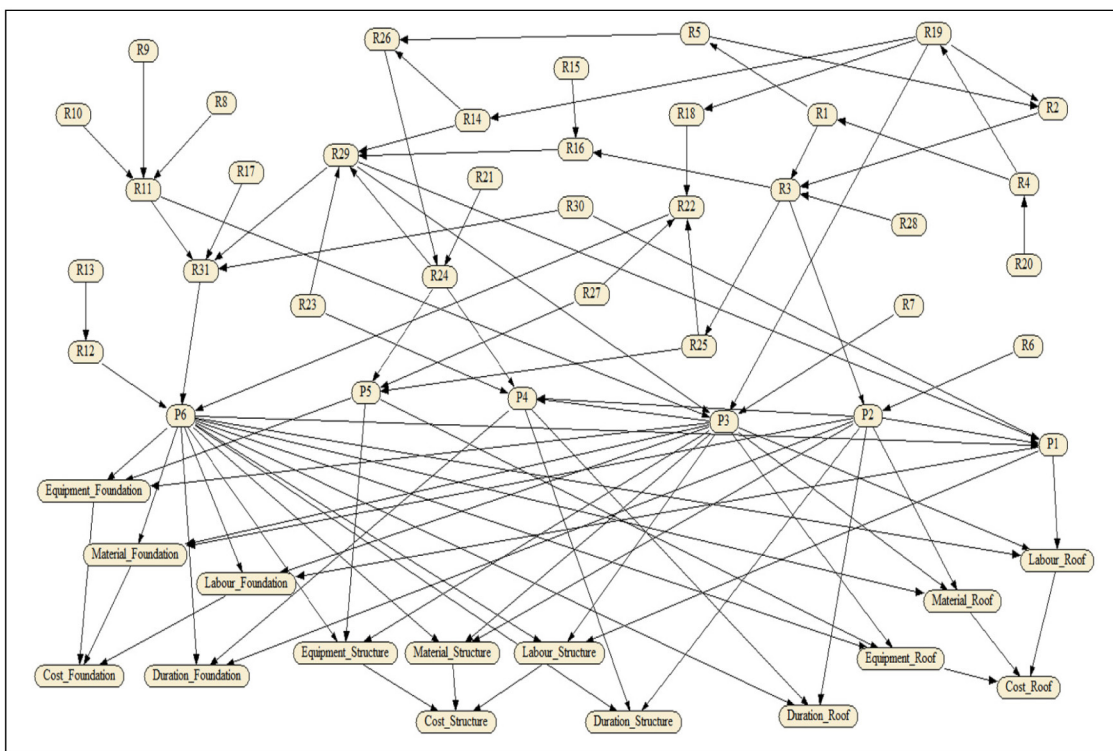 R19
R5
R26
R9
R15
R8
R2
R10
R1
R18
R14
R16
R29
R17
R21
R4
R11
R3
R30
R22
R28
R20
R13
R31
R24
R27
R23
R7
R25
R6
R12
P5
P4
P6
P3
P2
P1
Equipment_Foundation
Material_Foundation
Labour_Roof
Labour_Foundation
Material_Roof
Equipment_Structure
Material_Structure
Labour_Structure
Equipment_Roof
Cost_Foundation
Duration_Foundation
Cost_Roof
Cost_Structure
Duration_Structure
Duration_Roof